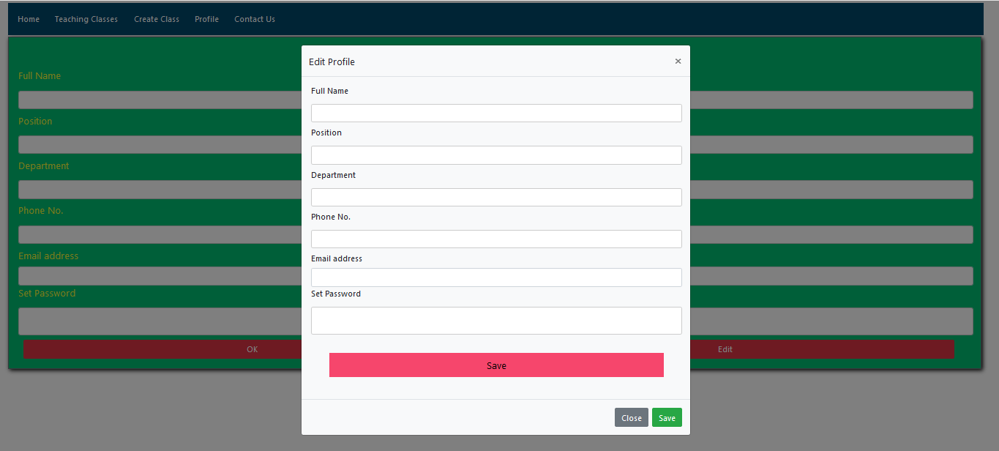 Home Teaching Classes Create Class Profile Contact Us
Edit Profile ×
Full Name
Position
Department
Phone No.
Email address
Set Password
Save
Close Save
Full Name
Position
Department
Phone No.
Email address
Set Password
OK Edit